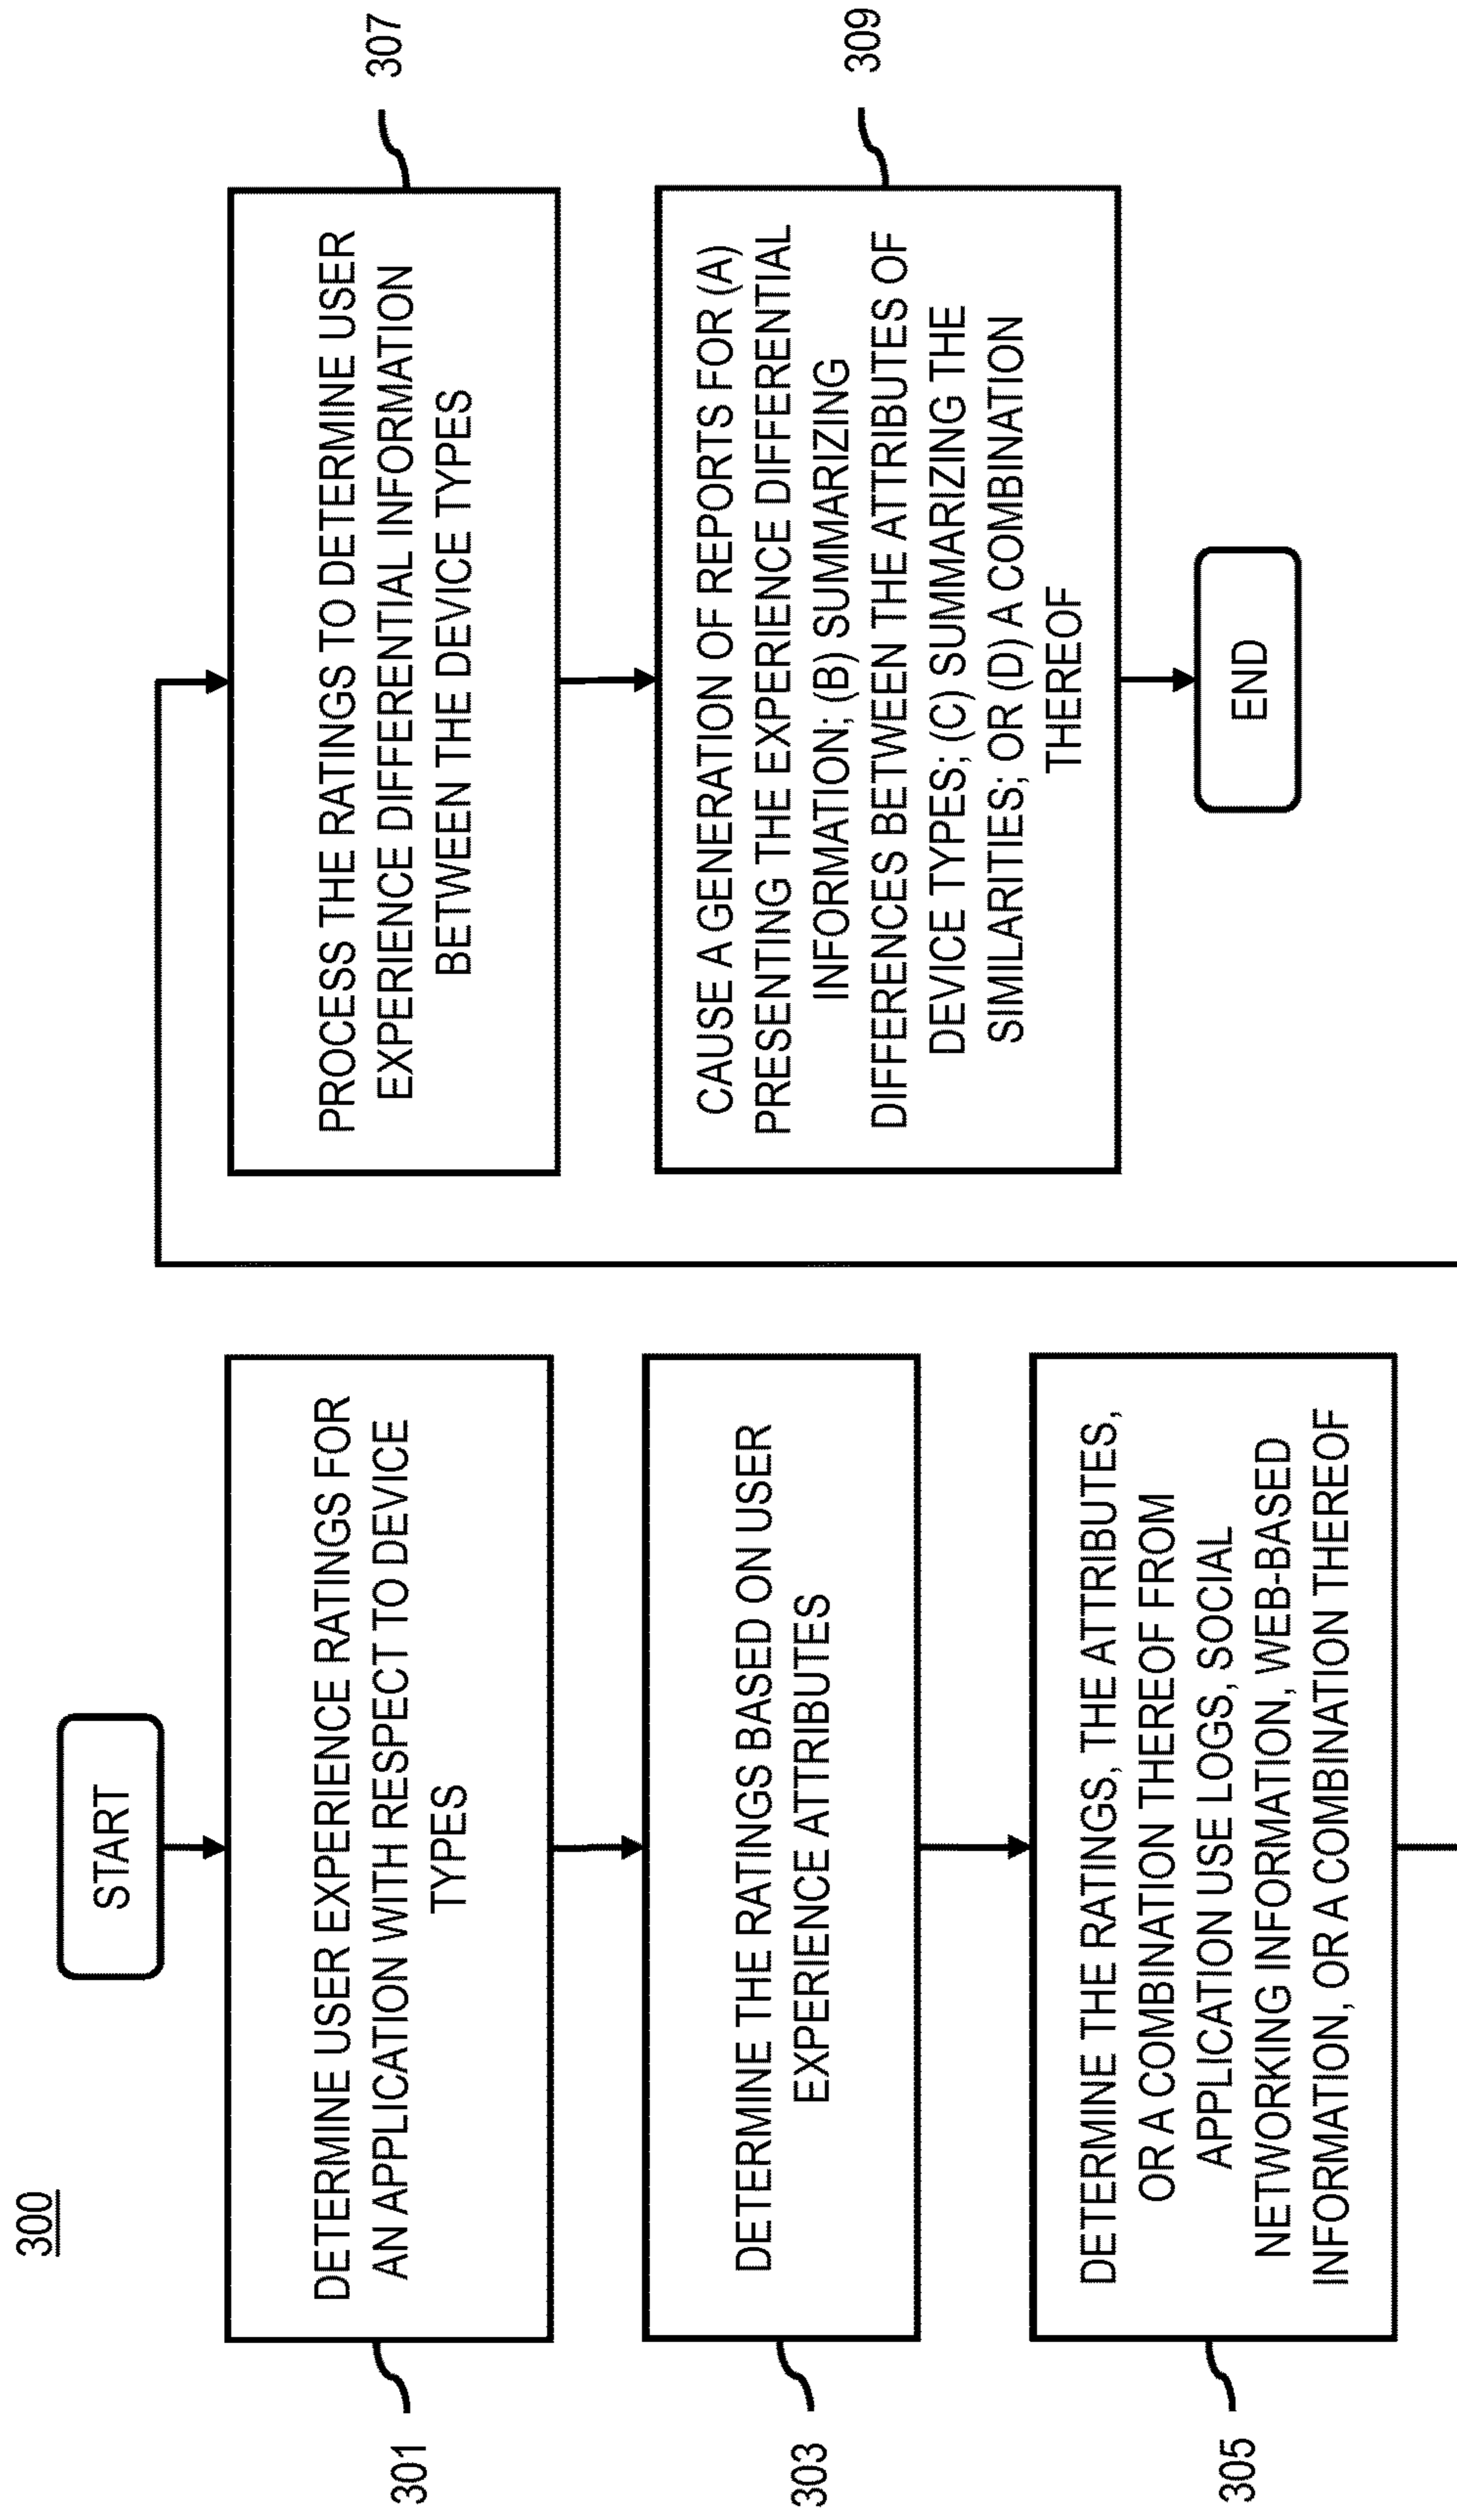 300
START
DETERMINE USER EXPERIENCE RATINGS FOR
AN APPLICATION WITH RESPECT TO DEVICE
TYPES
301
DETERMINE THE RATINGS BASED ON USER
EXPERIENCE ATTRIBUTES
303
DETERMINE THE RATINGS, THE ATTRIBUTES,
OR A COMBINATION THEREOF FROM
APPLICATION USE LOGS, SOCIAL
NETWORKING INFORMATION, WEB-BASED
INFORMATION, OR A COMBINATION THEREOF
305
PROCESS THE RATINGS TO DETERMINE USER
EXPERIENCE DIFFERENTIAL INFORMATION
BETWEEN THE DEVICE TYPES
307
CAUSE A GENERATION OF REPORTS FOR (A)
PRESENTING THE EXPERIENCE DIFFERENTIAL
INFORMATION; (B) SUMMARIZING
DIFFERENCES BETWEEN THE ATTRIBUTES OF
DEVICE TYPES; (C) SUMMARIZING THE
SIMILARITIES; OR (D) A COMBINATION
THEREOF
309
END